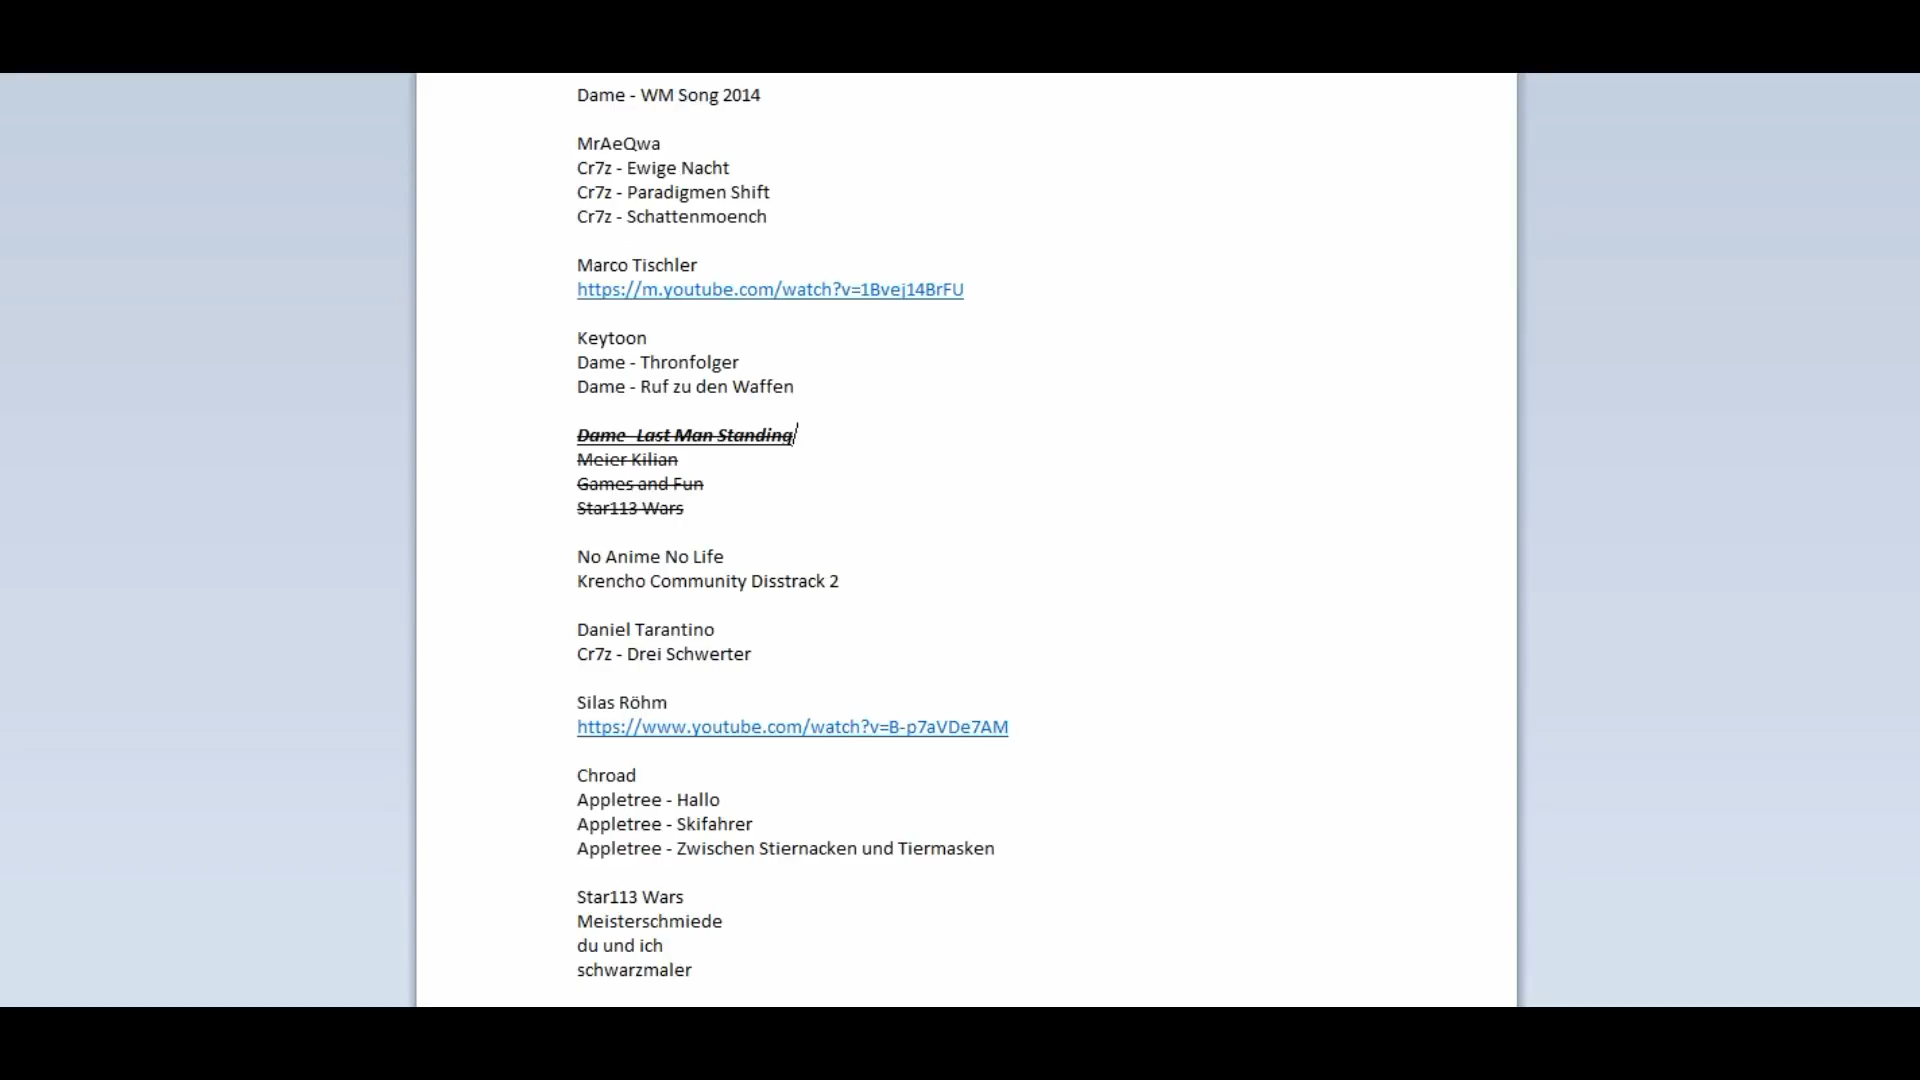 Dame - WM Song 2014
MrAeQwa
Cr7z - Ewige Nacht
Cr7z - Paradigmen Shift
Cr7z - Schattenmoench
Marco Tischler
https://m.youtube.com/watch?v=1Bvej14BrFU
Keytoon
Dame - Thronfolger
Dame - Ruf zu den Waffen
Dame - Last Man Standing
Meier Kilian
Games and Fun
Star113 Wars
No Anime No Life
Krencho Community Disstrack 2
Daniel Tarantino
Cr7z - Drei Schwerter
Silas Röhm
https://www.youtube.com/watch?v=B-p7aVDe7AM
Chroad
Appletree - Hallo
Appletree - Skifahrer
Appletree - Zwischen Stiernacken und Tiermasken
Star113 Wars
Meisterschmiede
du und ich
schwarzmaler